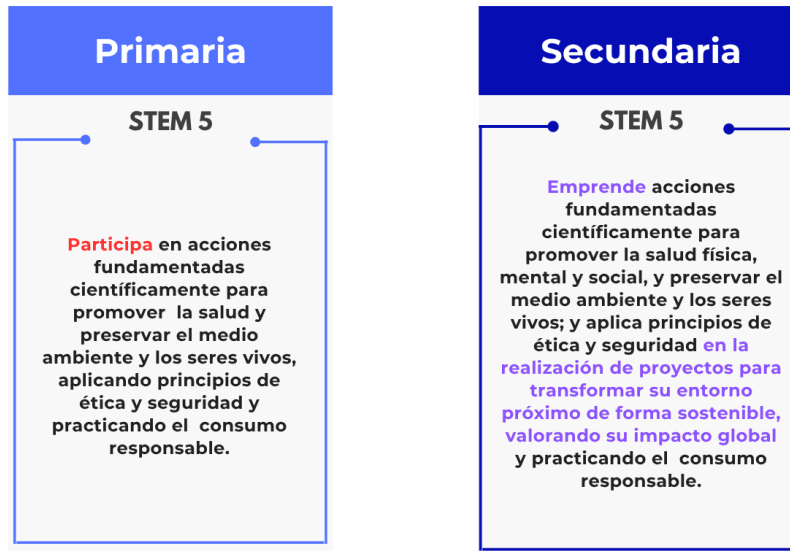 Primaria
STEM 5
Participa en acciones
fundamentadas
científicamente para
promover la salud y
preservar el medio
ambiente y los seres vivos,
aplicando principios de
ética y seguridad y
practicando el consumo
responsable.
Secundaria
STEM 5
Emprende acciones
fundamentadas
científicamente para
promover la salud física,
mental y social, y preservar el
medio ambiente y los seres
vivos; y aplica principios de
ética y seguridad en la
realización de proyectos para
transformar su entorno
próximo de forma sostenible,
valorando su impacto global
y practicando el consumo
responsable.